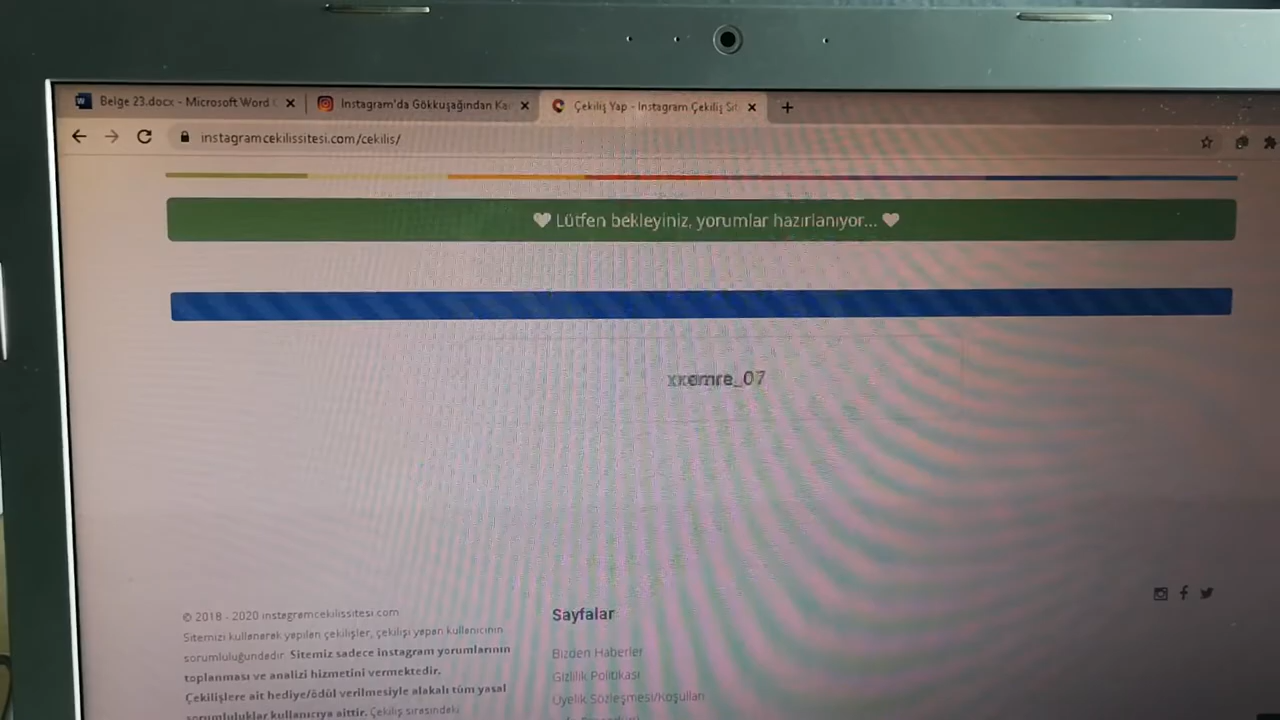 Belge 23.docx - Microsoft Word
Instagram'da Gökkuşağından
Çekiliş Yap - Instagram Çekiliş Sit
instagramcekilissitesi.com/cekilis/
Lütfen bekleyiniz, yorumlar hazırlanıyor...
© 2018 - 2020 instagramcekilissitesi.com
Sitemizi kullanarak yapılan çekilişler, çekilişi yapan kullanıcının
sorumluluğundadır. Sitemiz sadece instagram yorumlarının
toplanması ve analizi hizmetini vermektedir.
Çekilişlere ait hediye/ödül verilmesiyle alakalı tüm yasal
sorumluluklar kullanıcıya aittir. Çekiliş sırasındaki
Sayfalar
Bizden Haberler
Gizlilik Politikası
Üyelik Sözleşmesi/Koşulları